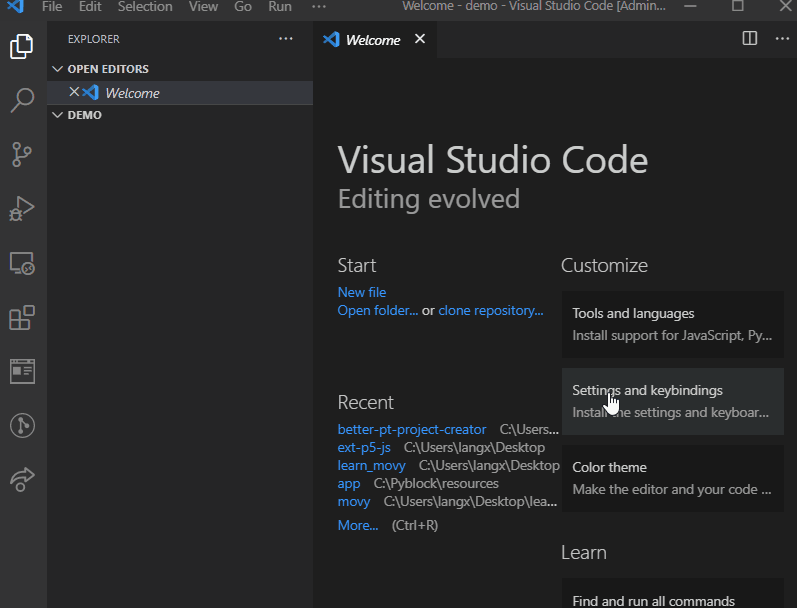 File Edit Selection View Go Run ··· Welcome - demo - Visual Studio Code [Admin...
EXPLORER ···
OPEN EDITORS
Welcome
DEMO
Welcome
Visual Studio Code
Editing evolved
Start
New file
Open folder... or clone repository...
Recent
better-pt-project-creator C:\Users...
ext-p5-js C:\Users\langx\Desktop
learn_movy C:\Users\langx\Desktop
app C:\Pyblock\resources
movy C:\Users\langx\Desktop\lea...
More... (Ctrl+R)
Customize
Tools and languages
Install support for JavaScript, Py...
Settings and keybindings
Install the settings and keyboar...
Color theme
Make the editor and your code ...
Learn
Find and run all commands